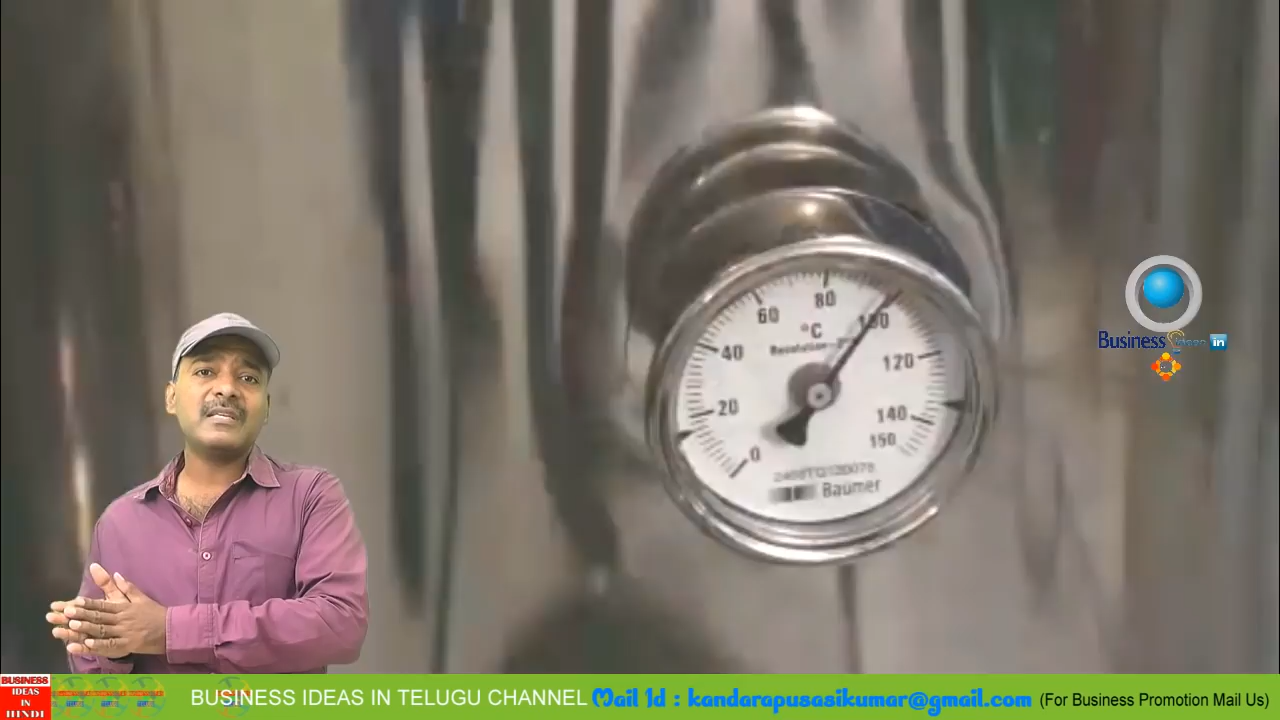 80
60
100
°C
40
120
20
140
150
0
Baumer
Business
in
BUSINESS
IDEAS
IN
HINDI
BUSINESS IDEAS IN TELUGU CHANNEL Mail Id : kandarapusasikumar@gmail.com (For Business Promotion Mail Us)